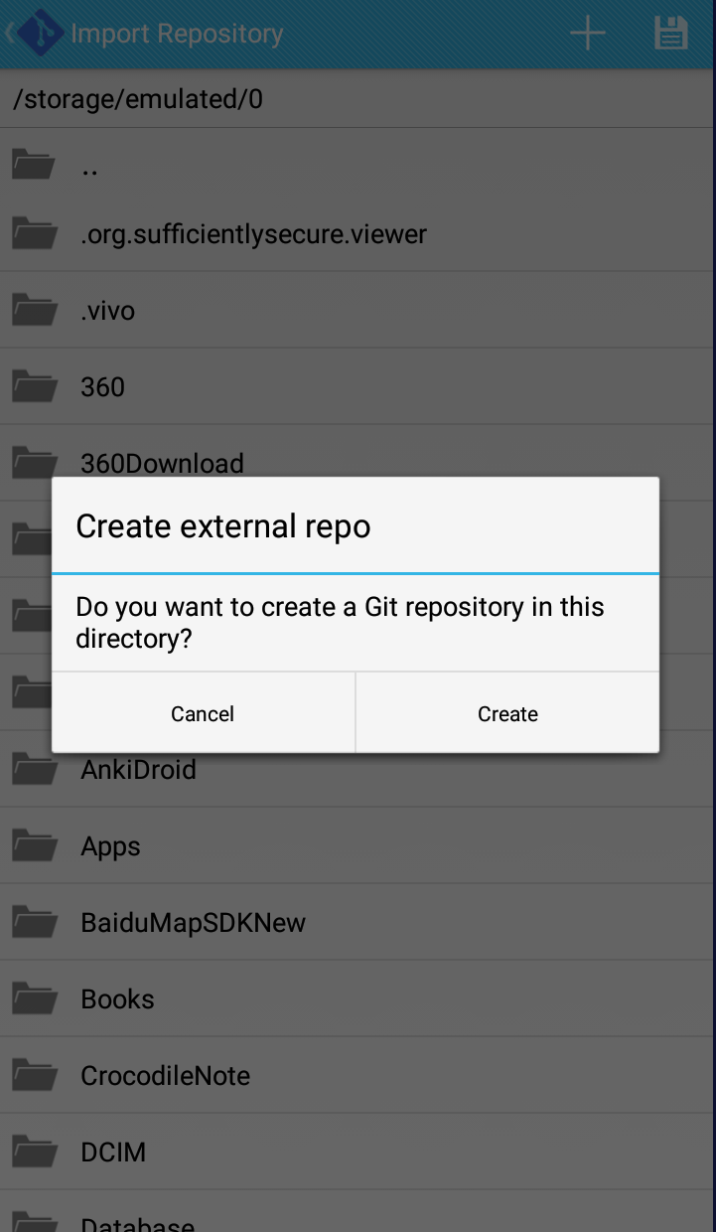 Import Repository
/storage/emulated/0
..
.org.sufficientlysecure.viewer
.vivo
360
360Download
Create external repo
Do you want to create a Git repository in this
directory?
Cancel
Create
AnkiDroid
Apps
BaiduMapSDKNew
Books
CrocodileNote
DCIM
Database